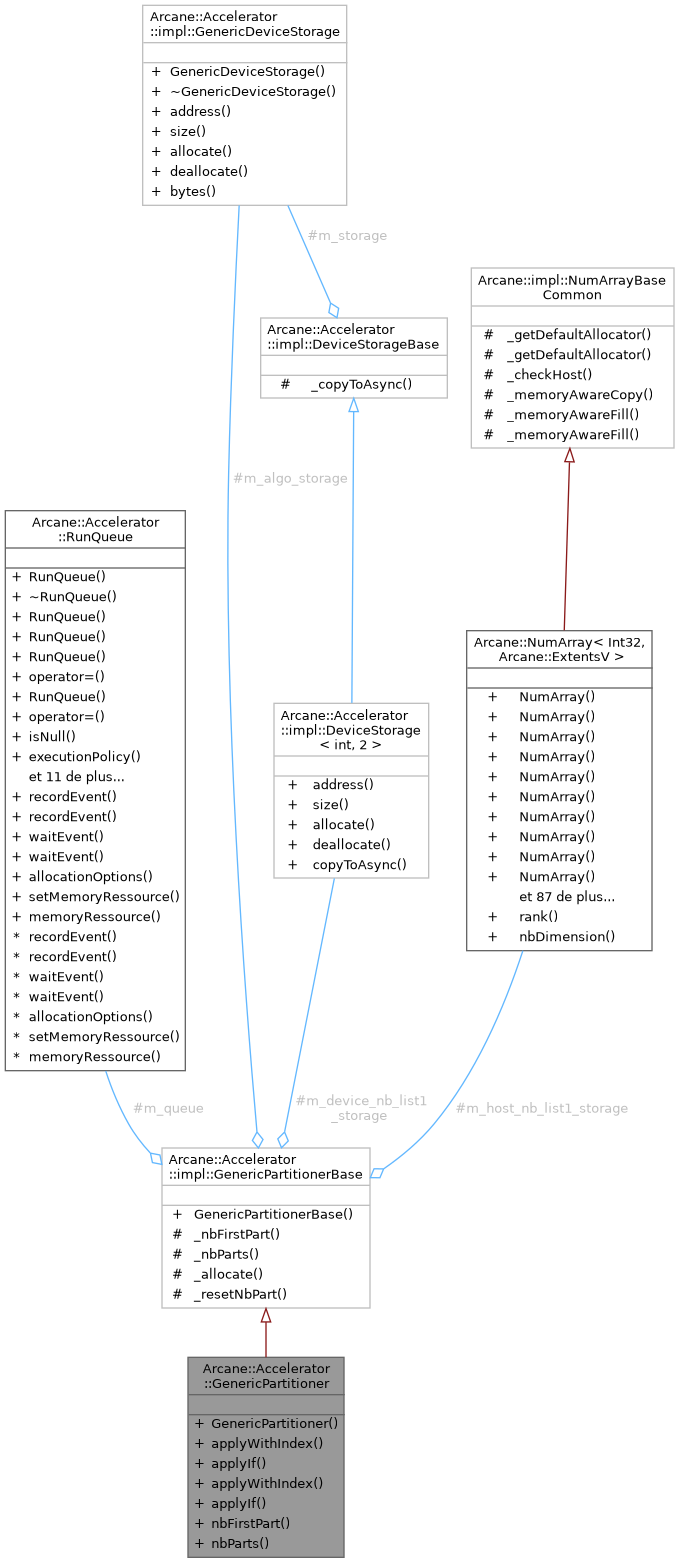 Arcane::Accelerator
::impl::GenericDeviceStorage
+ GenericDeviceStorage()
+ ~GenericDeviceStorage()
+ address()
+ size()
+ allocate()
+ deallocate()
+ bytes()
#m_storage
Arcane::impl::NumArrayBase
Common
# _getDefaultAllocator()
# _getDefaultAllocator()
# _checkHost()
# _memoryAwareCopy()
# _memoryAwareFill()
# _memoryAwareFill()
Arcane::Accelerator
::impl::DeviceStorageBase
# _copyToAsync()
#m_algo_storage
Arcane::Accelerator
::RunQueue
+ RunQueue()
+ ~RunQueue()
+ RunQueue()
+ RunQueue()
+ RunQueue()
+ operator=()
+ RunQueue()
+ operator=()
+ isNull()
+ executionPolicy()
et 11 de plus...
+ recordEvent()
+ recordEvent()
+ waitEvent()
+ waitEvent()
+ allocationOptions()
+ setMemoryRessource()
+ memoryRessource()
* recordEvent()
* recordEvent()
* waitEvent()
* waitEvent()
* allocationOptions()
* setMemoryRessource()
* memoryRessource()
Arcane::NumArray< Int32,
Arcane::ExtentsV >
+ NumArray()
+ NumArray()
+ NumArray()
+ NumArray()
+ NumArray()
+ NumArray()
+ NumArray()
+ NumArray()
+ NumArray()
+ NumArray()
et 87 de plus...
+ rank()
+ nbDimension()
Arcane::Accelerator
::impl::DeviceStorage
< int, 2 >
+ address()
+ size()
+ allocate()
+ deallocate()
+ copyToAsync()
#m_queue
#m_device_nb_list1
_storage
#m_host_nb_list1_storage
Arcane::Accelerator
::impl::GenericPartitionerBase
+ GenericPartitionerBase()
# _nbFirstPart()
# _nbParts()
# _allocate()
# _resetNbPart()
Arcane::Accelerator
::GenericPartitioner
+ GenericPartitioner()
+ applyWithIndex()
+ applyIf()
+ applyWithIndex()
+ applyIf()
+ nbFirstPart()
+ nbParts()